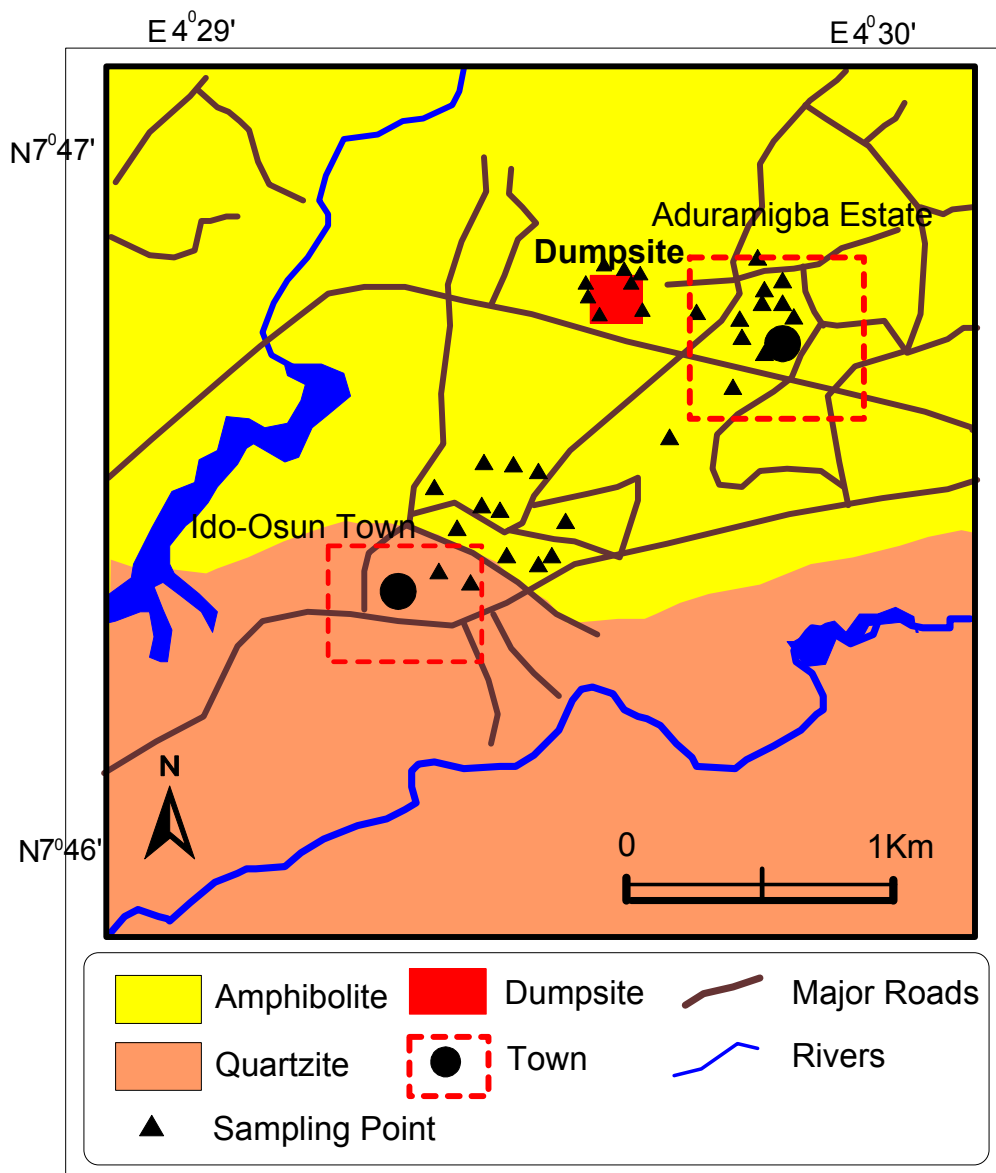 E 4⁰29' E 4⁰30'
N7⁰47'
Aduramigba Estate
Dumpsite
Ido-Osun Town
N
N7⁰46'
0 1Km
Amphibolite Dumpsite Major Roads
Quartzite Town Rivers
Sampling Point